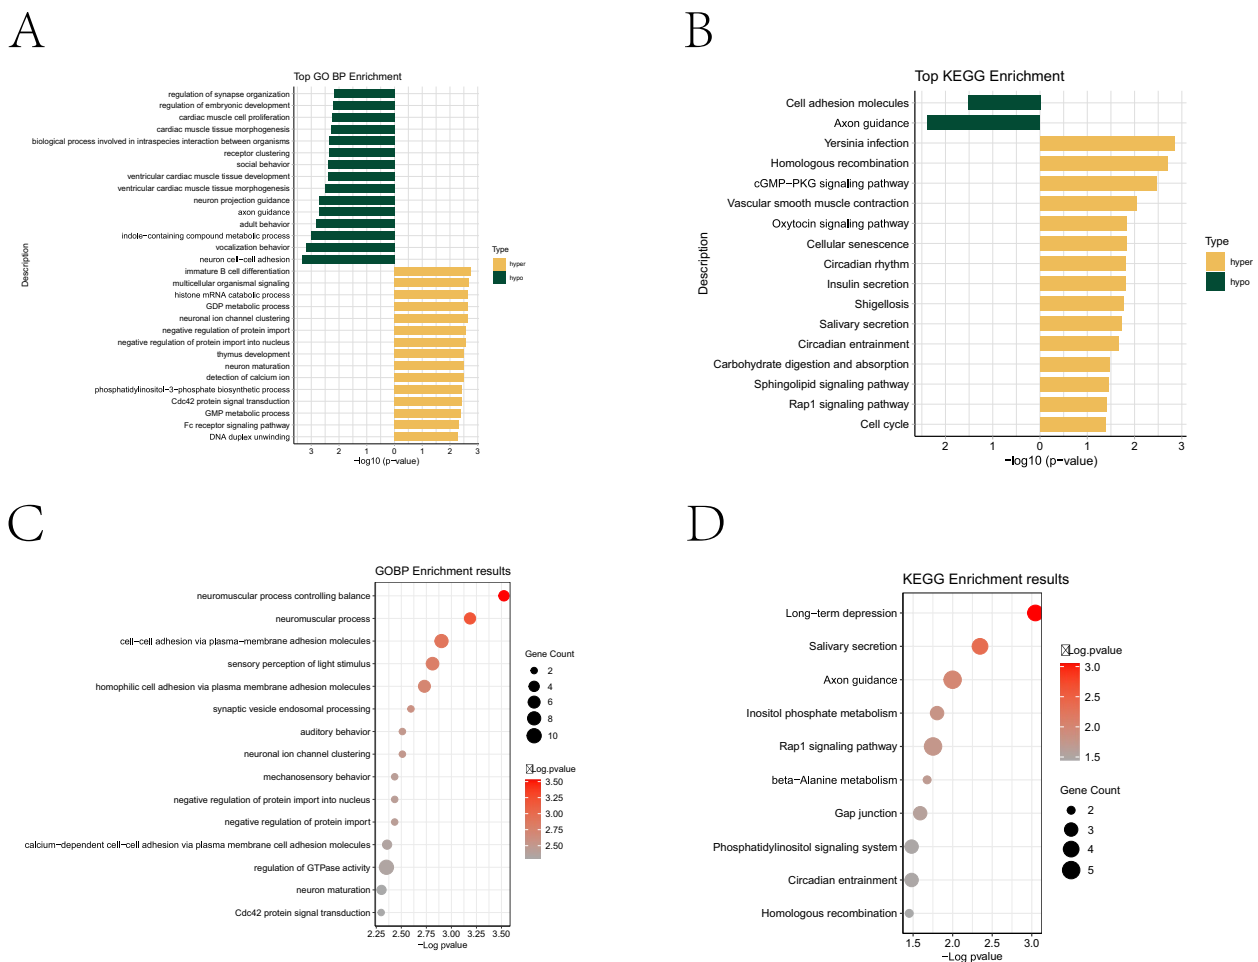 A
Top GO BP Enrichment
regulation of synapse organization
regulation of embryonic development
cardiac muscle cell proliferation
cardiac muscle tissue morphogenesis
biological process involved in intraspecies interaction between organisms
receptor clustering
social behavior
ventricular cardiac muscle tissue development
ventricular cardiac muscle tissue morphogenesis
neuron projection guidance
axon guidance
adult behavior
indole-containing compound metabolic process
vocalization behavior
neuron cell-cell adhesion
immature B cell differentiation
multicellular organismal signaling
histone mRNA catabolic process
GDP metabolic process
neuronal ion channel clustering
negative regulation of protein import
negative regulation of protein import into nucleus
thymus development
neuron maturation
detection of calcium ion
phosphatidylinositol-3-phosphate biosynthetic process
Cdc42 protein signal transduction
GMP metabolic process
Fc receptor signaling pathway
DNA duplex unwinding
Description
3 2 1 0 1 2 3
-log10 (p-value)
Type
hyper
hypo
B
Top KEGG Enrichment
Cell adhesion molecules
Axon guidance
Yersinia infection
Homologous recombination
cGMP-PKG signaling pathway
Vascular smooth muscle contraction
Oxytocin signaling pathway
Cellular senescence
Circadian rhythm
Insulin secretion
Shigellosis
Salivary secretion
Circadian entrainment
Carbohydrate digestion and absorption
Sphingolipid signaling pathway
Rap1 signaling pathway
Cell cycle
Description
2 1 0 1 2 3
-log10 (p-value)
Type
hyper
hypo
C
GOBP Enrichment results
neuromuscular process controlling balance
neuromuscular process
cell-cell adhesion via plasma-membrane adhesion molecules
sensory perception of light stimulus
homophilic cell adhesion via plasma membrane adhesion molecules
synaptic vesicle endosomal processing
auditory behavior
neuronal ion channel clustering
mechanosensory behavior
negative regulation of protein import into nucleus
negative regulation of protein import
calcium-dependent cell-cell adhesion via plasma membrane cell adhesion molecules
regulation of GTPase activity
neuron maturation
Cdc42 protein signal transduction
2.25 2.50 2.75 3.00 3.25 3.50
-Log pvalue
Gene Count
2
4
6
8
10
Log.pvalue
3.50
3.25
3.00
2.75
2.50
D
KEGG Enrichment results
Long-term depression
Salivary secretion
Axon guidance
Inositol phosphate metabolism
Rap1 signaling pathway
beta-Alanine metabolism
Gap junction
Phosphatidylinositol signaling system
Circadian entrainment
Homologous recombination
1.5 2.0 2.5 3.0
-Log pvalue
Log.pvalue
3.0
2.5
2.0
1.5
Gene Count
2
3
4
5